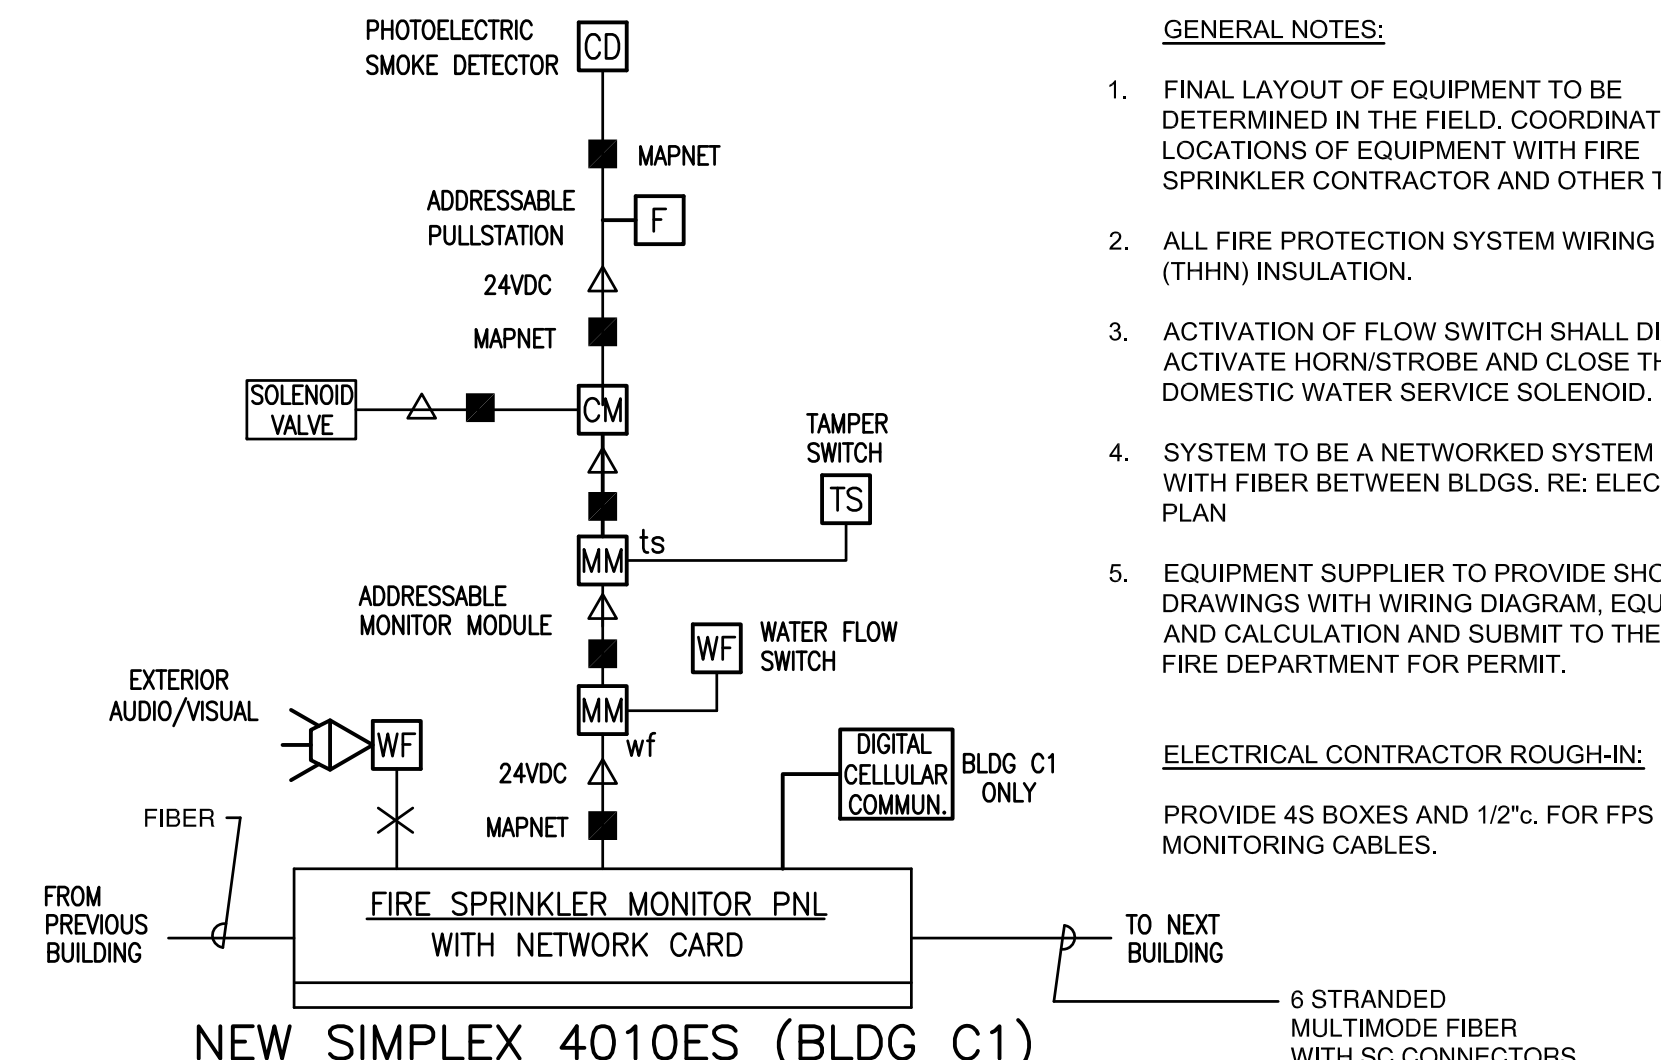 PHOTOELECTRIC
SMOKE DETECTOR
CD
MAPNET
ADDRESSABLE
PULLSTATION
F
24VDC
MAPNET
SOLENOID
VALVE
CM
TAMPER
SWITCH
TS
MM
ts
ADDRESSABLE
MONITOR MODULE
WF
WATER FLOW
SWITCH
MM
wf
EXTERIOR
AUDIO/VISUAL
WF
24VDC
MAPNET
DIGITAL
CELLULAR
COMMUN.
BLDG C1
ONLY
FIBER
FROM
PREVIOUS
BUILDING
FIRE SPRINKLER MONITOR PNL
WITH NETWORK CARD
TO NEXT
BUILDING
6 STRANDED
MULTIMODE FIBER
WITH SC CONNECTORS
NEW SIMPLEX 4010ES (BLDG C1)
GENERAL NOTES:
1. FINAL LAYOUT OF EQUIPMENT TO BE
DETERMINED IN THE FIELD. COORDINAT
LOCATIONS OF EQUIPMENT WITH FIRE
SPRINKLER CONTRACTOR AND OTHER T
2. ALL FIRE PROTECTION SYSTEM WIRING
(THHN) INSULATION.
3. ACTIVATION OF FLOW SWITCH SHALL DI
ACTIVATE HORN/STROBE AND CLOSE TH
DOMESTIC WATER SERVICE SOLENOID.
4. SYSTEM TO BE A NETWORKED SYSTEM
WITH FIBER BETWEEN BLDGS. RE: ELEC
PLAN
5. EQUIPMENT SUPPLIER TO PROVIDE SHO
DRAWINGS WITH WIRING DIAGRAM, EQU
AND CALCULATION AND SUBMIT TO THE
FIRE DEPARTMENT FOR PERMIT.
ELECTRICAL CONTRACTOR ROUGH-IN:
PROVIDE 4S BOXES AND 1/2"c. FOR FPS
MONITORING CABLES.